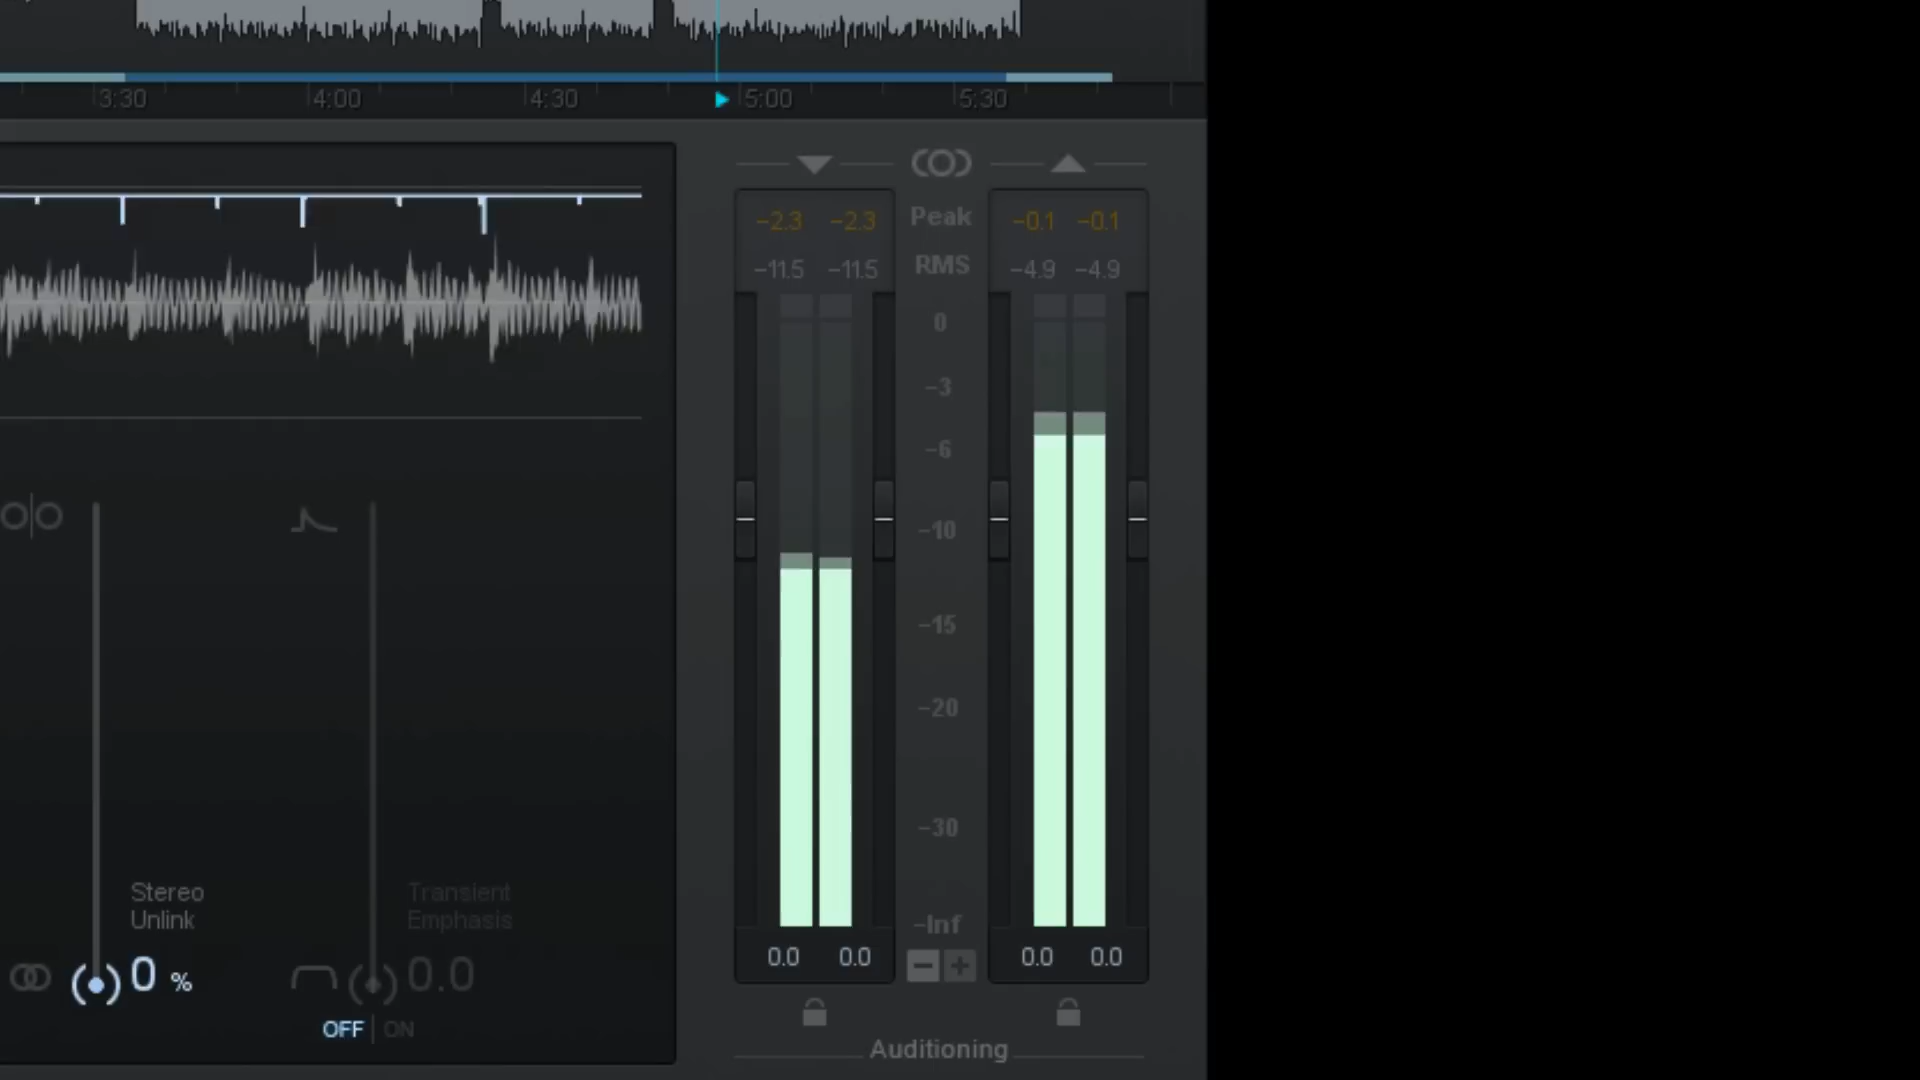 3:30 4:00 4:30 5:00 5:30
−2.3 −2.3 Peak −0.1 −0.1
−11.5 −11.5 RMS −4.9 −4.9
0
−3
−6
−10
−15
−20
−30
−Inf
0.0 0.0 0.0 0.0
Stereo
Unlink
0 %
Transient
Emphasis
0.0
OFF ON
Auditioning